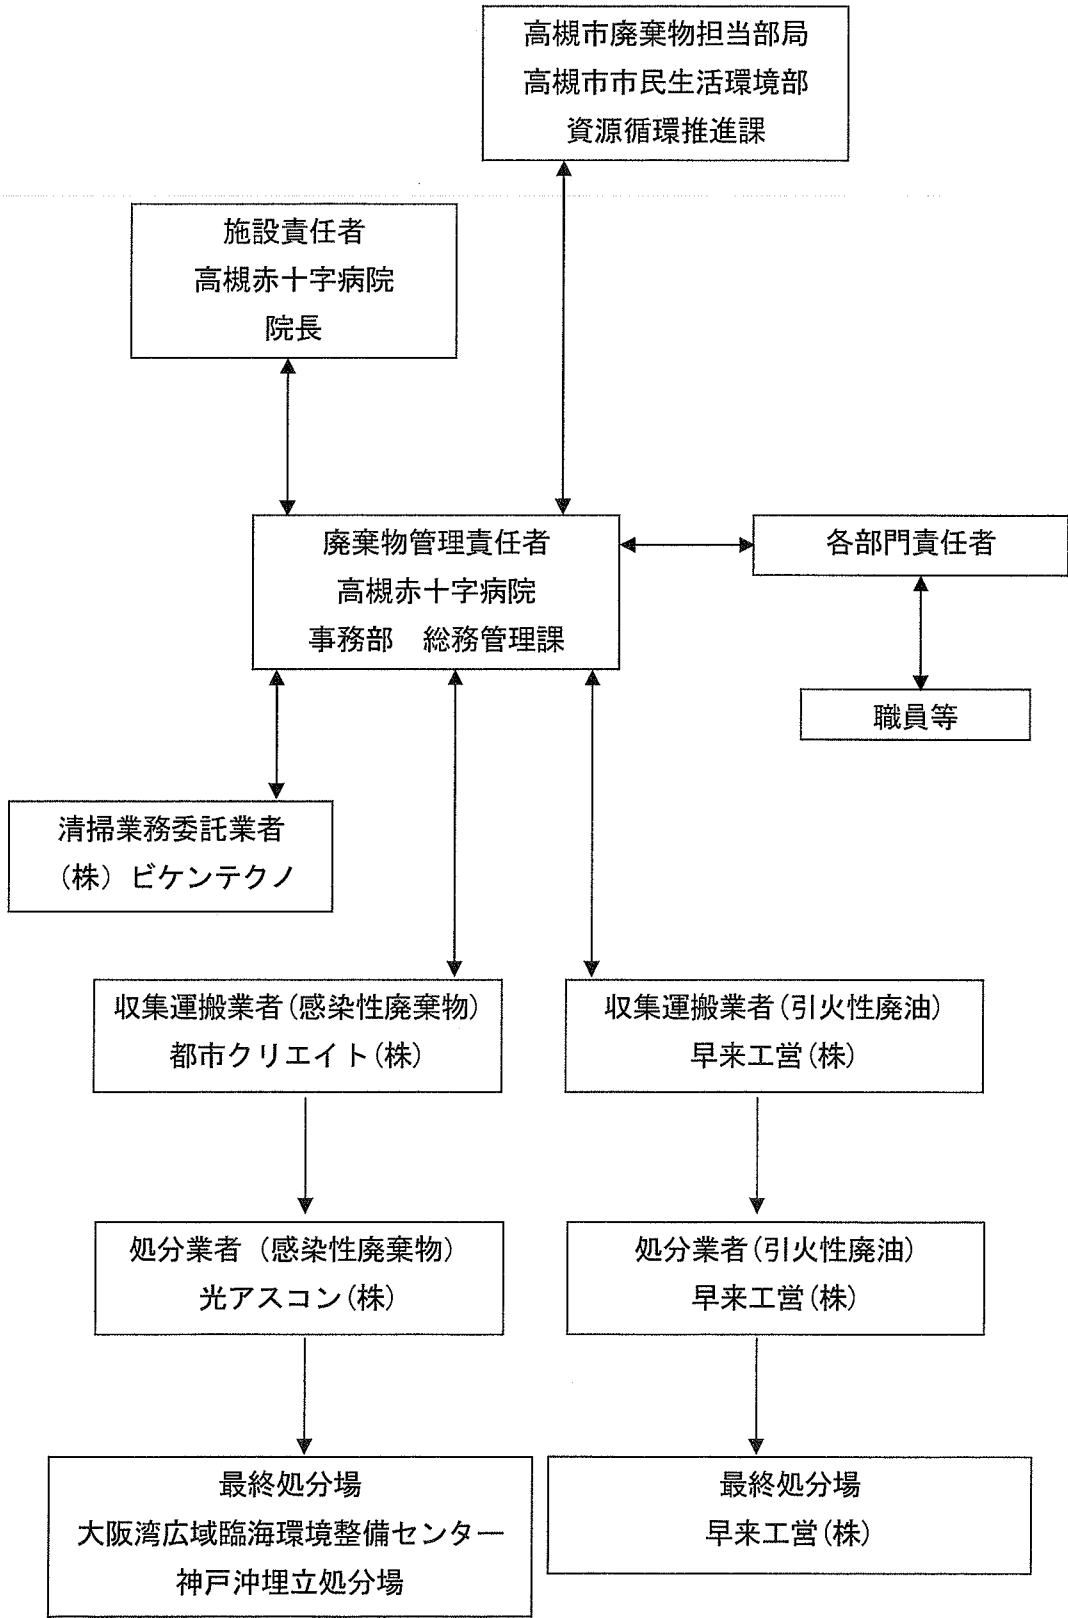 高槻市廃棄物担当部局
高槻市市民生活環境部
資源循環推進課
施設責任者
高槻赤十字病院
院長
廃棄物管理責任者
高槻赤十字病院
事務部　総務管理課
各部門責任者
職員等
清掃業務委託業者
（株）ビケンテクノ
収集運搬業者(感染性廃棄物)
都市クリエイト(株)
収集運搬業者(引火性廃油)
早来工営(株)
処分業者（感染性廃棄物）
光アスコン(株)
処分業者(引火性廃油)
早来工営(株)
最終処分場
大阪湾広域臨海環境整備センター
神戸沖埋立処分場
最終処分場
早来工営(株)